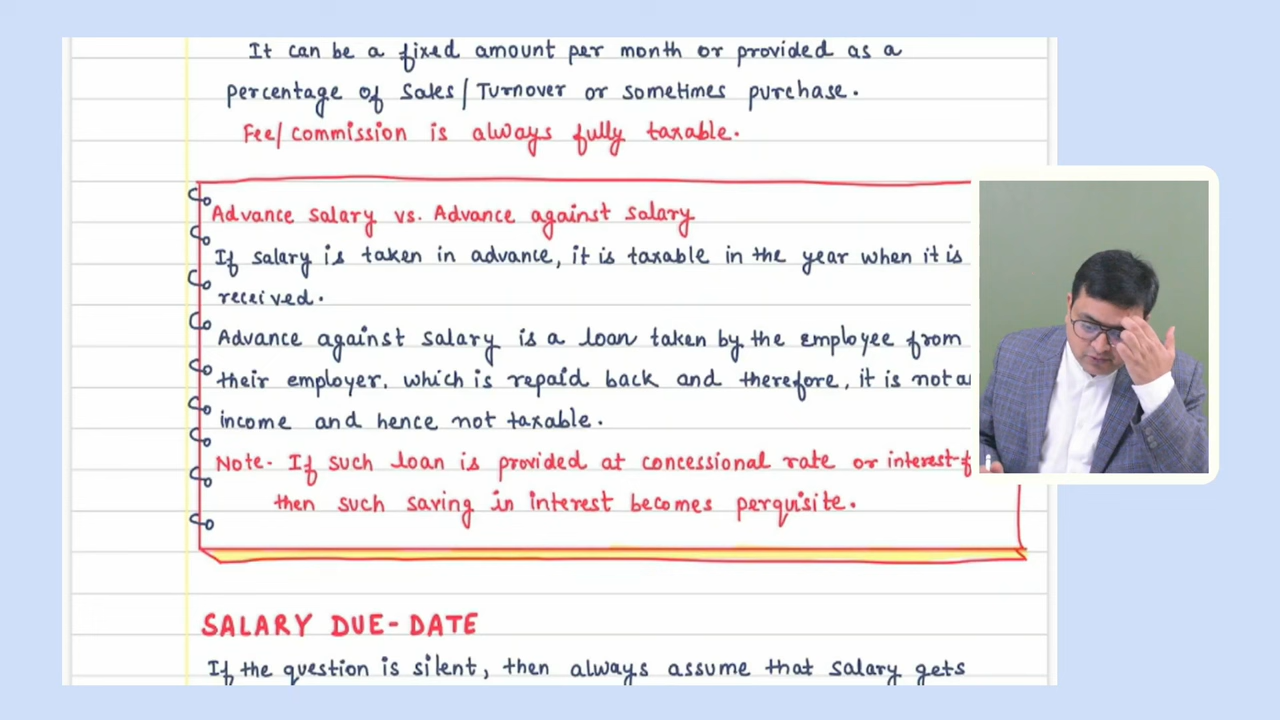 It can be a fixed amount per month or provided as a
percentage of Sales/Turnover or sometimes purchase.
Fee/commission is always fully taxable.
Advance salary vs. Advance against salary
If salary is taken in advance, it is taxable in the year when it is
received.
Advance against salary is a loan taken by the employee from
their employer, which is repaid back and therefore, it is not a
income and hence not taxable.
Note- If such loan is provided at concessional rate or interest-f
then such saving in interest becomes perquisite.
SALARY DUE-DATE
If the question is silent, then always assume that salary gets